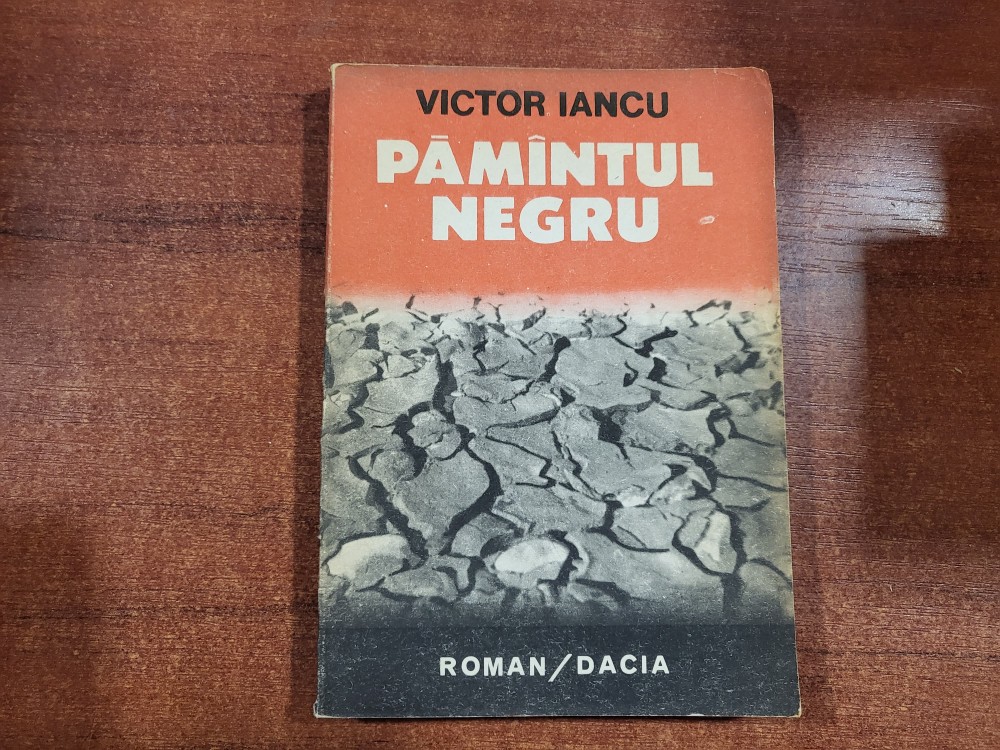 VICTOR IANCU
PĂMÎNTUL
NEGRU
ROMAN/DACIA